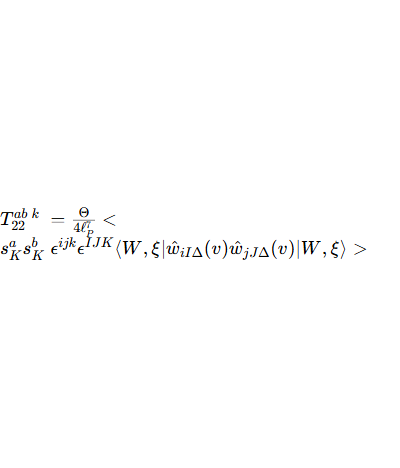 $T_{22}^{ab\ k} = \frac{\Theta}{4\ell_P^7} <$
$s_K^a s_K^b\ \epsilon^{ijk}\epsilon^{IJK} \langle W, \xi | \hat{w}_{iI\Delta}(v) \hat{w}_{jJ\Delta}(v) | W, \xi \rangle >$